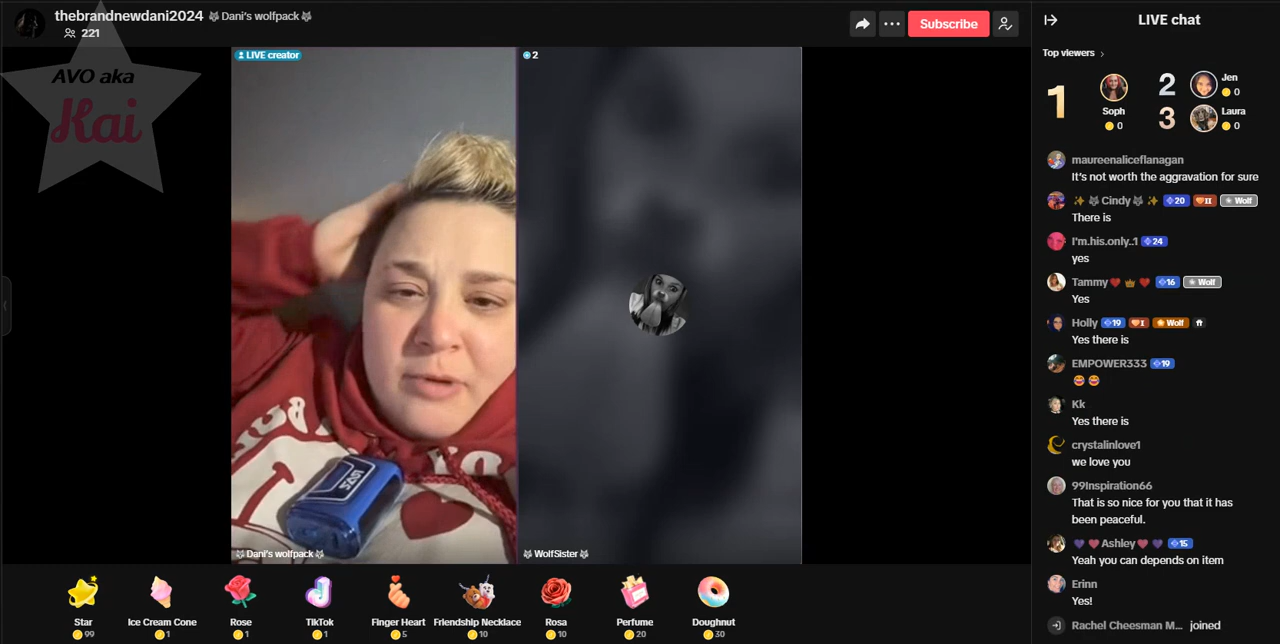 thebrandnewdani2024 🐺Dani's wolfpack🐺
221
Subscribe
AVO aka
Kai
LIVE creator
2
🐺Dani's wolfpack🐺
🐺WolfSister🐺
Star
99
Ice Cream Cone
1
Rose
1
TikTok
1
Finger Heart
5
Friendship Necklace
10
Rosa
10
Perfume
20
Doughnut
30
LIVE chat
Top viewers >
1
Soph
0
2
Jen
0
3
Laura
0
maureenaliceflanagan
It's not worth the aggravation for sure
✨🐺Cindy🐺✨ 20 II Wolf
There is
I'm.his.only..1 24
yes
Tammy❤️👑❤️ 16 Wolf
Yes
Holly 19 I Wolf
Yes there is
EMPOWER333 19
Kk
Yes there is
crystalinlove1
we love you
99Inspiration66
That is so nice for you that it has
been peaceful.
💜❤️Ashley❤️💜 15
Yeah you can depends on item
Erinn
Yes!
Rachel Cheesman M... joined